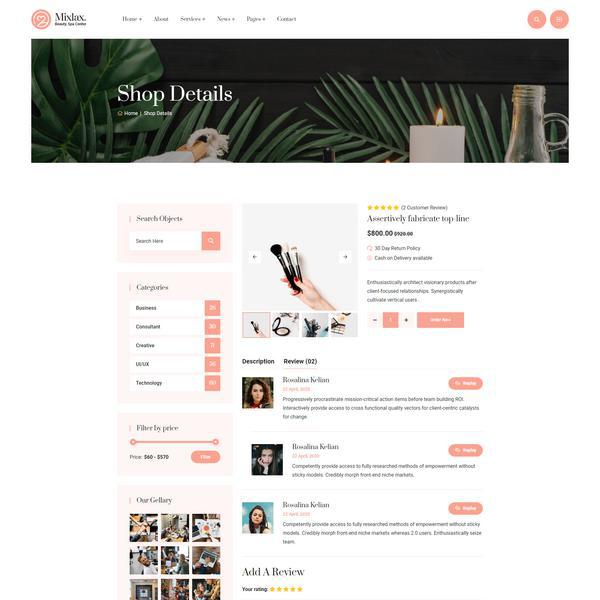 Mixlax.
Beauty, Spa Center
Home +
About
Services +
News +
Pages +
Contact
Shop Details
Home | Shop Details
Search Objects
Search Here
Categories
Business
Consultant
Creative
UI/UX
Technology
Filter by price
Price: $60 - $570
Filter
Our Gellary
(2 Customer Review)
Assertively fabricate top-line
$800.00 $920.00
30 Day Return Policy
Cash on Delivery available
Enthusiastically architect visionary products after
client-focused relationships. Synergistically
cultivate vertical users .
- 1 +
Order Now
Description
Review (02)
Rosalina Kelian
22 April, 2020
Replay
Progressively procrastinate mission-critical action items before team building ROI.
Interactively provide access to cross functional quality vectors for client-centric catalysts
for change.
Rosalina Kelian
22 April, 2020
Replay
Competently provide access to fully researched methods of empowerment without
sticky models. Credibly morph front-end niche markets.
Rosalina Kelian
22 April, 2020
Replay
Competently provide access to fully researched methods of empowerment without sticky
models. Credibly morph front-end niche markets whereas 2.0 users. Enthusiastically seize
team.
Add A Review
Your rating: